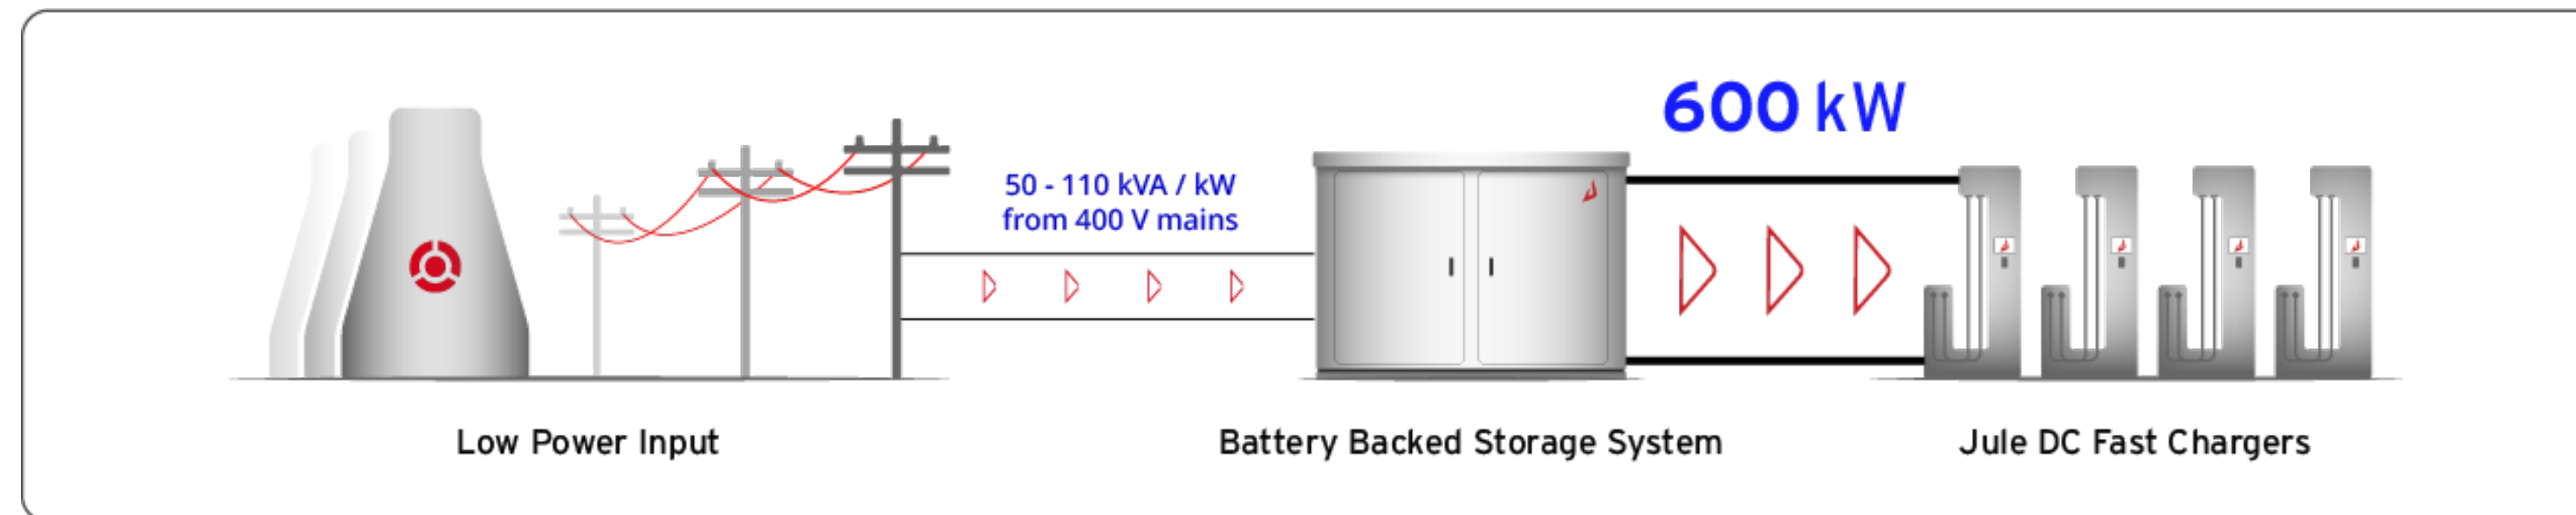 600 kW
50 - 110 kVA / kW
from 400 V mains
Low Power Input
Battery Backed Storage System
Jule DC Fast Chargers